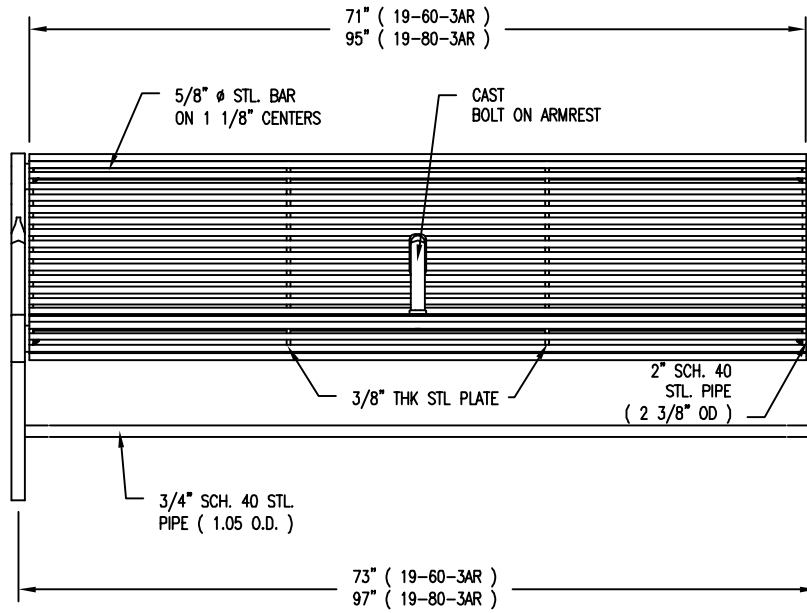 71" ( 19-60-3AR )
95" ( 19-80-3AR )
5/8" ø STL. BAR
ON 1 1/8" CENTERS
CAST
BOLT ON ARMREST
3/8" THK STL PLATE
2" SCH. 40
STL. PIPE
( 2 3/8" OD )
3/4" SCH. 40 STL.
PIPE ( 1.05 O.D. )
73" ( 19-60-3AR )
97" ( 19-80-3AR )